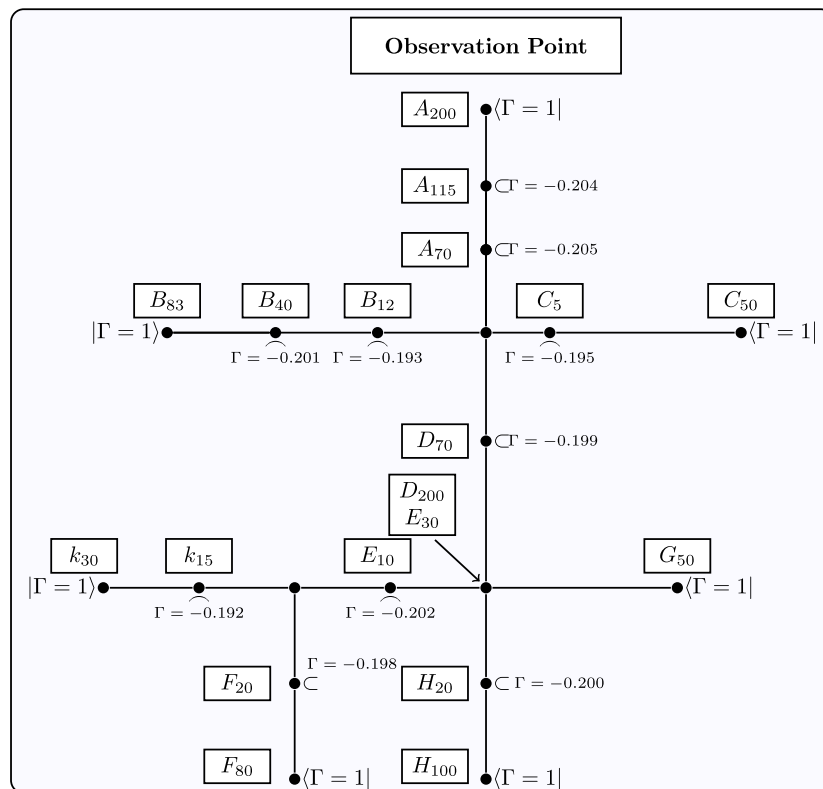 Observation Point
A₂₀₀ ⟨Γ = 1|
A₁₁₅ Γ = −0.204
A₷₀ Γ = −0.205
B₈₃ B₄₀ B₁₂ C₅ C₅₀
|Γ = 1⟩ ⟨Γ = 1|
Γ = −0.201 Γ = −0.193 Γ = −0.195
D₇₀ Γ = −0.199
D₂₀₀
E₃₀
k₃₀ k₁₅ E₁₀ G₅₀
|Γ = 1⟩ ⟨Γ = 1|
Γ = −0.192 Γ = −0.202
Γ = −0.198
F₂₀ H₂₀ Γ = −0.200
F₈₀ ⟨Γ = 1| H₁₀₀ ⟨Γ = 1|